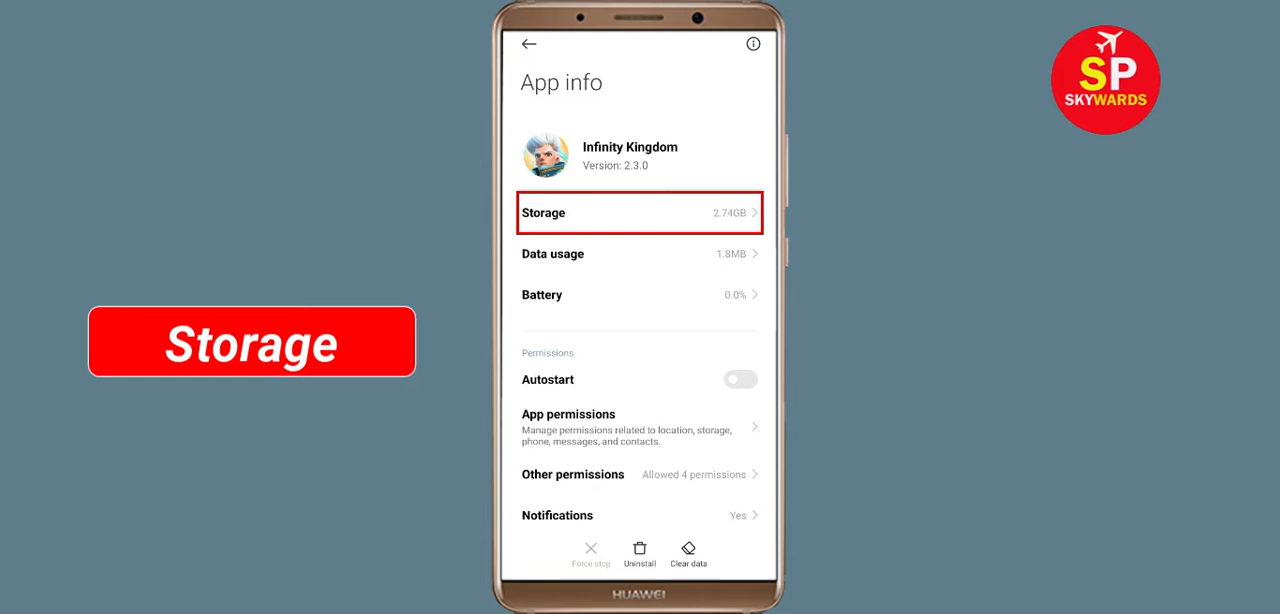 App info
Infinity Kingdom
Version: 2.3.0
Storage 2.74GB
Data usage 1.8MB
Battery 0.0%
Permissions
Autostart
App permissions
Manage permissions related to location, storage,
phone, messages, and contacts.
Other permissions Allowed 4 permissions
Notifications Yes
Force stop Uninstall Clear data
HUAWEI
Storage
SP
SKYWARDS